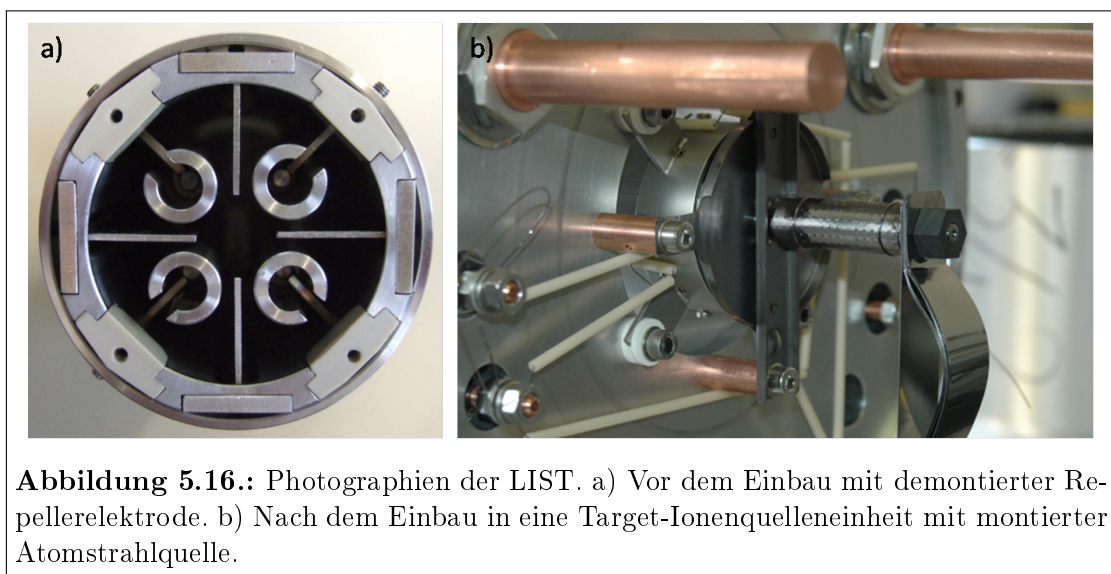 a)
b)
Abbildung 5.16.: Photographien der LIST. a) Vor dem Einbau mit demontierter Re-
pellerelektrode. b) Nach dem Einbau in eine Target-Ionenquelleneinheit mit montierter
Atomstrahlquelle.